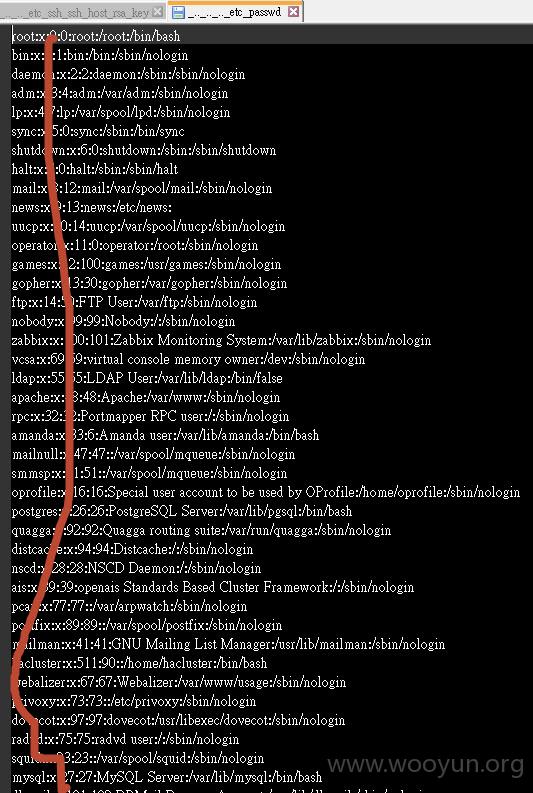 _.._.._etc_ssh_ssh_host_rsa_key
_.._.._.._etc_passwd
root:x:0:0:root:/root:/bin/bash
bin:x:1:1:bin:/bin:/sbin/nologin
daemon:x:2:2:daemon:/sbin:/sbin/nologin
adm:x:3:4:adm:/var/adm:/sbin/nologin
lp:x:4:7:lp:/var/spool/lpd:/sbin/nologin
sync:x:5:0:sync:/sbin:/bin/sync
shutdown:x:6:0:shutdown:/sbin:/sbin/shutdown
halt:x:7:0:halt:/sbin:/sbin/halt
mail:x:8:12:mail:/var/spool/mail:/sbin/nologin
news:x:9:13:news:/etc/news:
uucp:x:10:14:uucp:/var/spool/uucp:/sbin/nologin
operator:x:11:0:operator:/root:/sbin/nologin
games:x:12:100:games:/usr/games:/sbin/nologin
gopher:x:13:30:gopher:/var/gopher:/sbin/nologin
ftp:x:14:50:FTP User:/var/ftp:/sbin/nologin
nobody:x:99:99:Nobody:/:/sbin/nologin
zabbix:x:100:101:Zabbix Monitoring System:/var/lib/zabbix:/sbin/nologin
vcsa:x:69:69:virtual console memory owner:/dev:/sbin/nologin
ldap:x:55:55:LDAP User:/var/lib/ldap:/bin/false
apache:x:48:48:Apache:/var/www:/sbin/nologin
rpc:x:32:32:Portmapper RPC user:/:/sbin/nologin
amanda:x:33:6:Amanda user:/var/lib/amanda:/bin/bash
mailnull:x:47:47::/var/spool/mqueue:/sbin/nologin
smmsp:x:51:51::/var/spool/mqueue:/sbin/nologin
oprofile:x:16:16:Special user account to be used by OProfile:/home/oprofile:/sbin/nologin
postgres:x:26:26:PostgreSQL Server:/var/lib/pgsql:/bin/bash
quagga:x:92:92:Quagga routing suite:/var/run/quagga:/sbin/nologin
distcache:x:94:94:Distcache:/:/sbin/nologin
nscd:x:28:28:NSCD Daemon:/:/sbin/nologin
ais:x:39:39:openais Standards Based Cluster Framework:/:/sbin/nologin
pcap:x:77:77::/var/arpwatch:/sbin/nologin
postfix:x:89:89::/var/spool/postfix:/sbin/nologin
mailman:x:41:41:GNU Mailing List Manager:/usr/lib/mailman:/sbin/nologin
hacluster:x:511:90::/home/hacluster:/bin/bash
webalizer:x:67:67:Webalizer:/var/www/usage:/sbin/nologin
privoxy:x:73:73::/etc/privoxy:/sbin/nologin
dovecot:x:97:97:dovecot:/usr/libexec/dovecot:/sbin/nologin
radvd:x:75:75:radvd user:/:/sbin/nologin
squid:x:23:23::/var/spool/squid:/sbin/nologin
mysql:x:27:27:MySQL Server:/var/lib/mysql:/bin/bash
www.wooyun.org